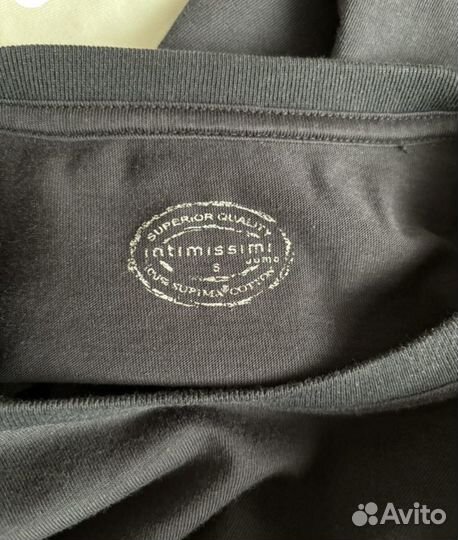 SUPERIOR QUALITY
intimissimi
uomo
S
100% SUPIMA COTTON
Avito